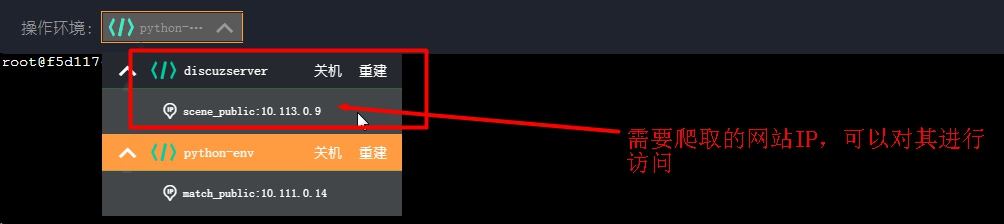 操作环境：
python-···
root@f5d117
discuzserver 关机 重建
scene_public:10.113.0.9
python-env 关机 重建
match_public:10.111.0.14
需要爬取的网站IP，可以对其进行
访问